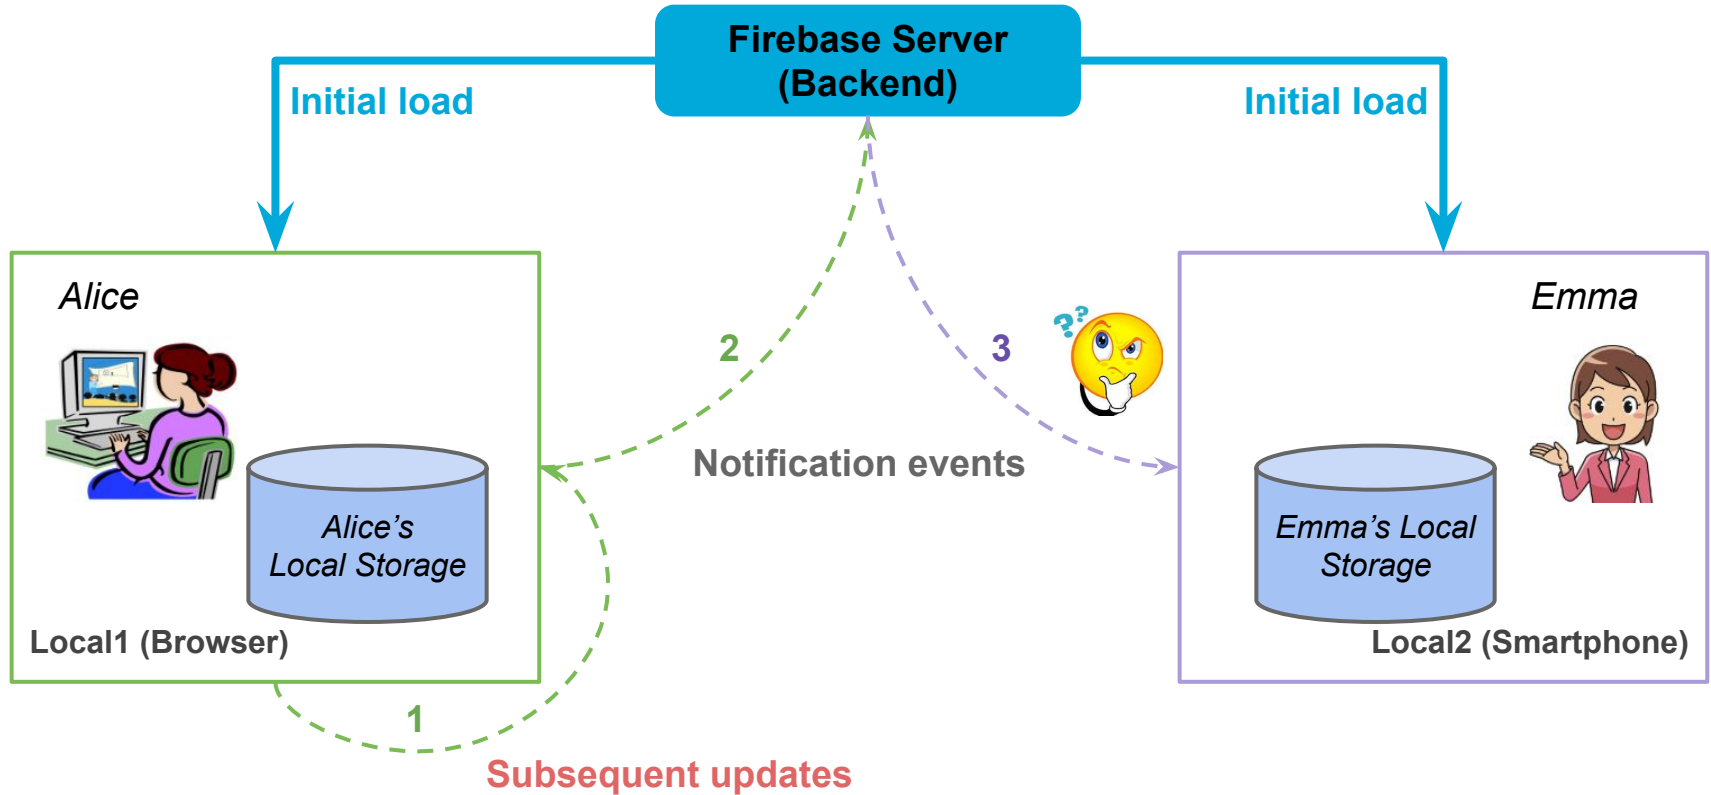 Firebase Server
(Backend)
Initial load
Initial load
Alice
Emma
2
3
??
Notification events
Alice’s
Local Storage
Emma’s Local
Storage
Local1 (Browser)
Local2 (Smartphone)
1
Subsequent updates